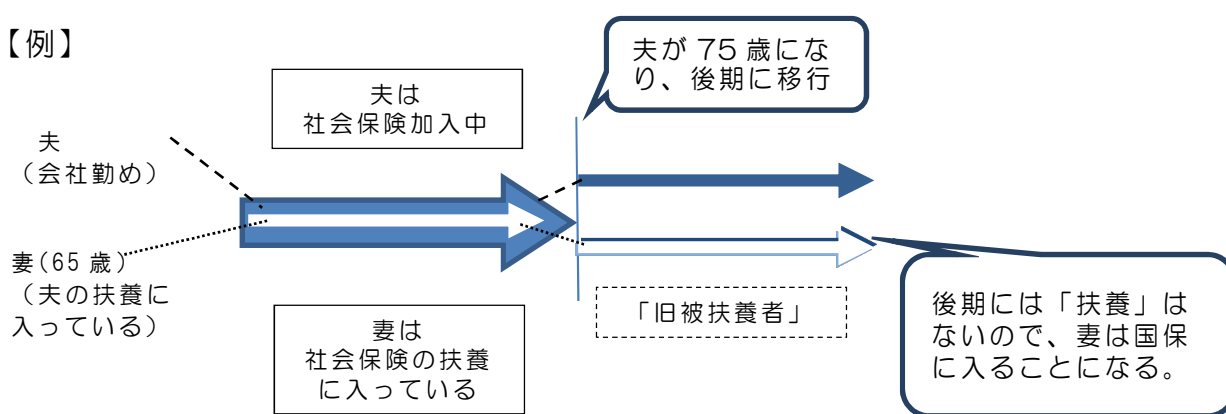 【例】
夫が 75 歳にな
り、後期に移行
夫は
社会保険加入中
夫
（会社勤め）
妻（65 歳）
（夫の扶養に
入っている）
「旧被扶養者」
妻は
社会保険の扶養
に入っている
後期には「扶養」は
ないので、妻は国保
に入ることになる。